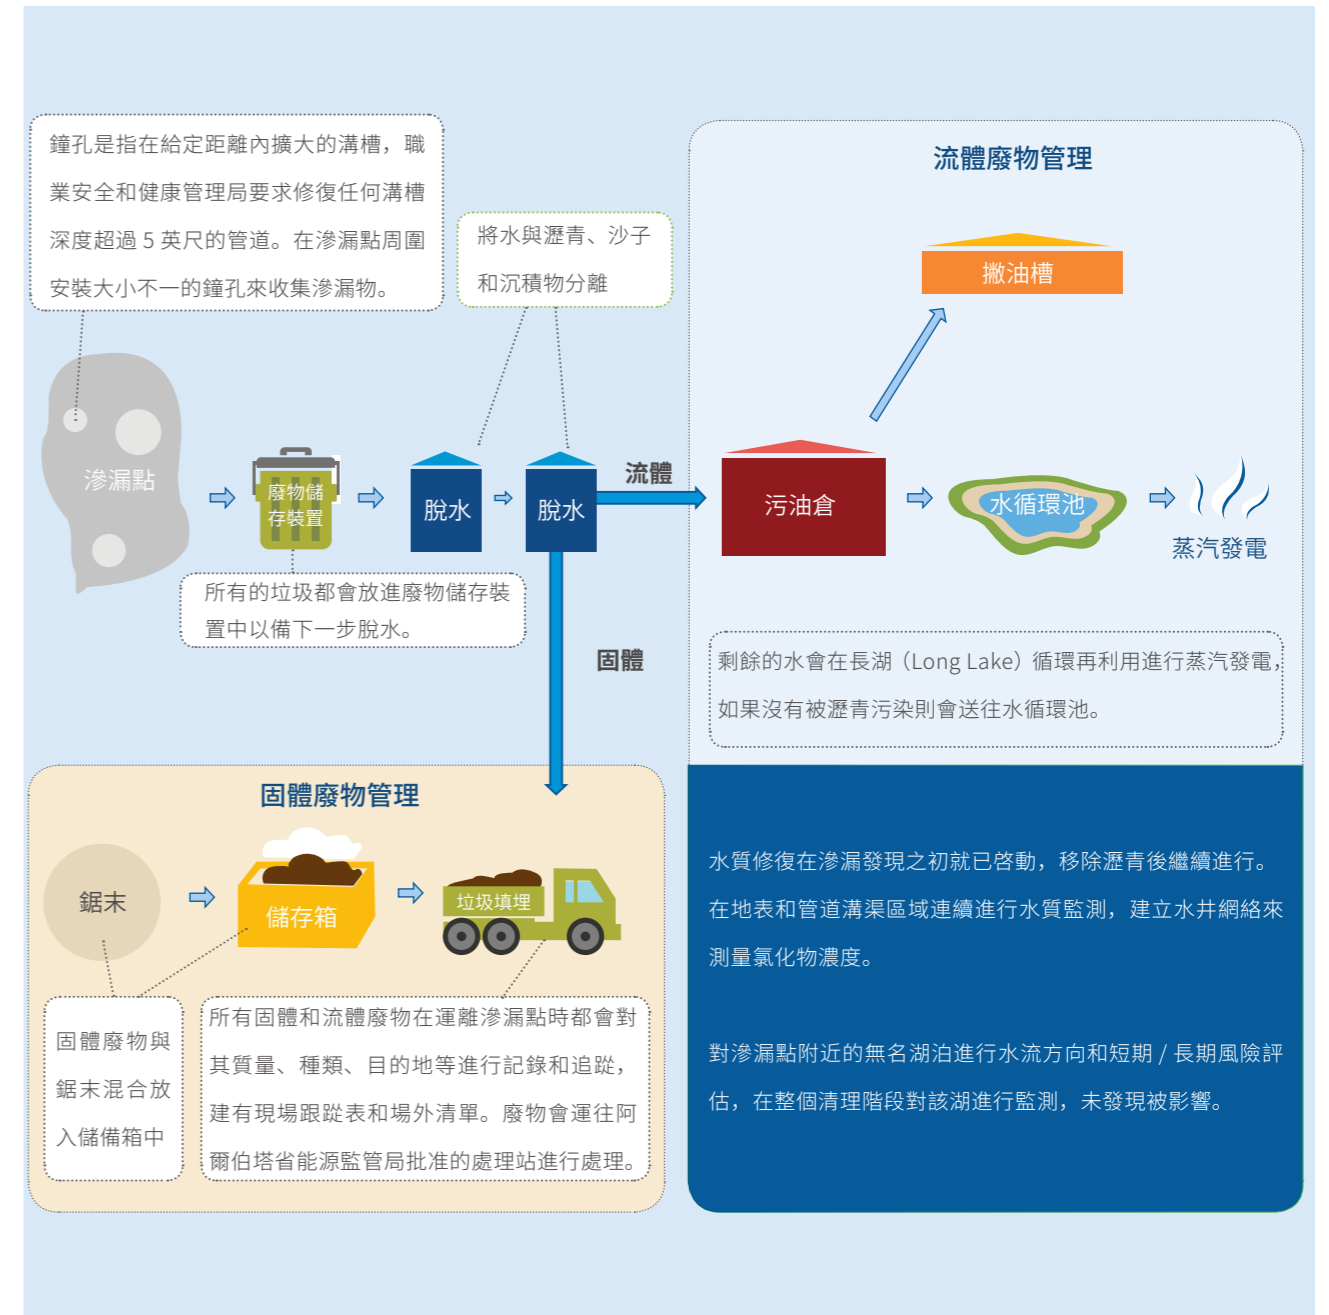 鐘孔是指在給定距離內擴大的溝槽，職
業安全和健康管理局要求修復任何溝槽
深度超過 5 英尺的管道。在滲漏點周圍
安裝大小不一的鐘孔來收集滲漏物。
將水與瀝青、沙子
和沉積物分離
滲漏點
廢物儲
存裝置
脫水
脫水
流體
固體
所有的垃圾都會放進廢物儲存裝
置中以備下一步脫水。
流體廢物管理
撇油槽
污油倉
水循環池
蒸汽發電
剩餘的水會在長湖（Long Lake）循環再利用進行蒸汽發電，
如果沒有被瀝青污染則會送往水循環池。
固體廢物管理
鋸末
儲存箱
垃圾填埋
固體廢物與
鋸末混合放
入儲備箱中
所有固體和流體廢物在運離滲漏點時都會對
其質量、種類、目的地等進行記錄和追蹤，
建有現場跟蹤表和場外清單。廢物會運往阿
爾伯塔省能源監管局批准的處理站進行處理。
水質修復在滲漏發現之初就已啓動，移除瀝青後繼續進行。
在地表和管道溝渠區域連續進行水質監測，建立水井網絡來
測量氯化物濃度。
對滲漏點附近的無名湖泊進行水流方向和短期 / 長期風險評
估，在整個清理階段對該湖進行監測，未發現被影響。